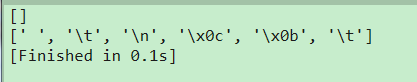 []
[' ', '\t', '\n', '\x0c', '\x0b', '\t']
[Finished in 0.1s]